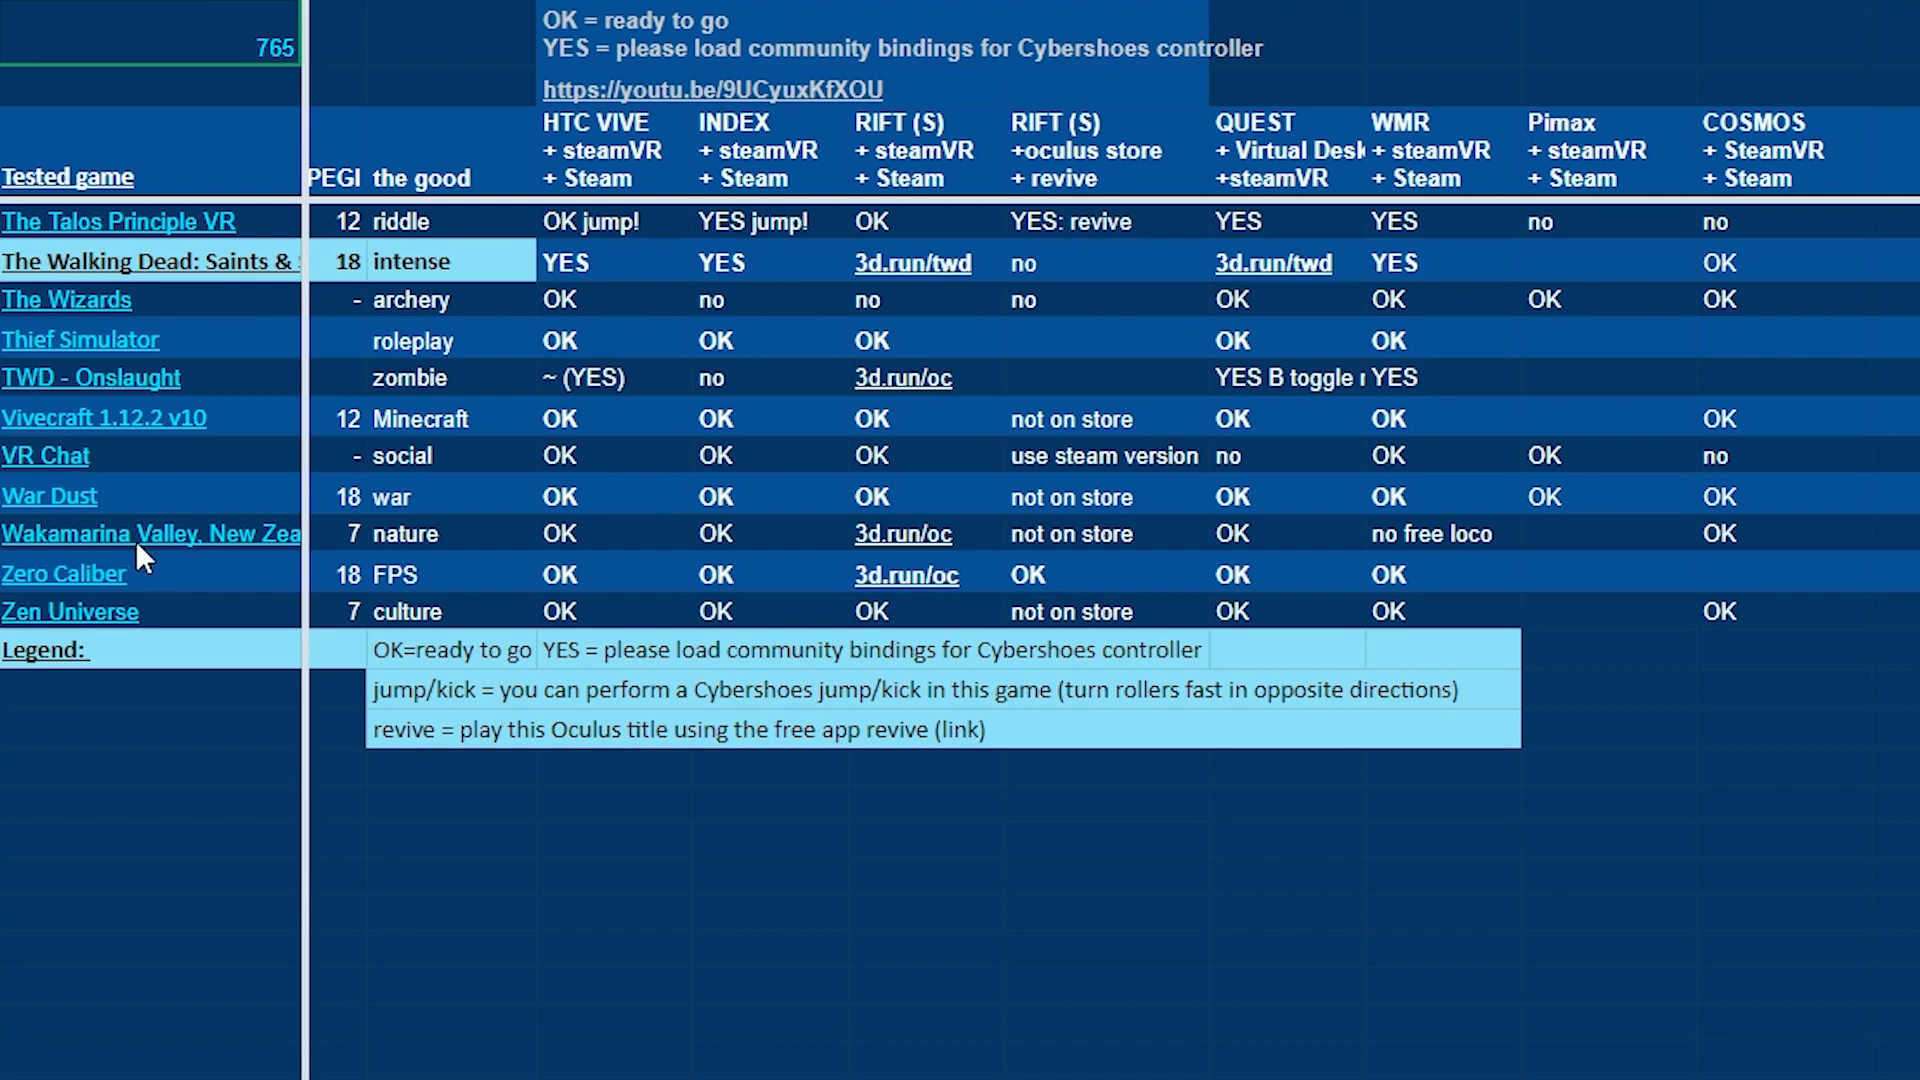 OK = ready to go
765
YES = please load community bindings for Cybershoes controller
https://youtu.be/9UCyuxKfXOU
HTC VIVE INDEX RIFT (S) RIFT (S) QUEST WMR Pimax COSMOS
+ steamVR + steamVR + steamVR +oculus store + Virtual Desk + steamVR + steamVR + SteamVR
Tested game PEGI the good + Steam + Steam + Steam + revive +steamVR + Steam + Steam + Steam
The Talos Principle VR 12 riddle OK jump! YES jump! OK YES: revive YES YES no no
The Walking Dead: Saints & 18 intense YES YES 3d.run/twd no 3d.run/twd YES OK
The Wizards - archery OK no no no OK OK OK OK
Thief Simulator roleplay OK OK OK OK OK
TWD - Onslaught zombie ~ (YES) no 3d.run/oc YES B toggle YES
Vivecraft 1.12.2 v10 12 Minecraft OK OK OK not on store OK OK OK
VR Chat - social OK OK OK use steam version no OK OK no
War Dust 18 war OK OK OK not on store OK OK OK OK
Wakamarina Valley, New Zea 7 nature OK OK 3d.run/oc not on store OK no free loco OK
Zero Caliber 18 FPS OK OK 3d.run/oc OK OK OK
Zen Universe 7 culture OK OK OK not on store OK OK OK
Legend: OK=ready to go YES = please load community bindings for Cybershoes controller
jump/kick = you can perform a Cybershoes jump/kick in this game (turn rollers fast in opposite directions)
revive = play this Oculus title using the free app revive (link)